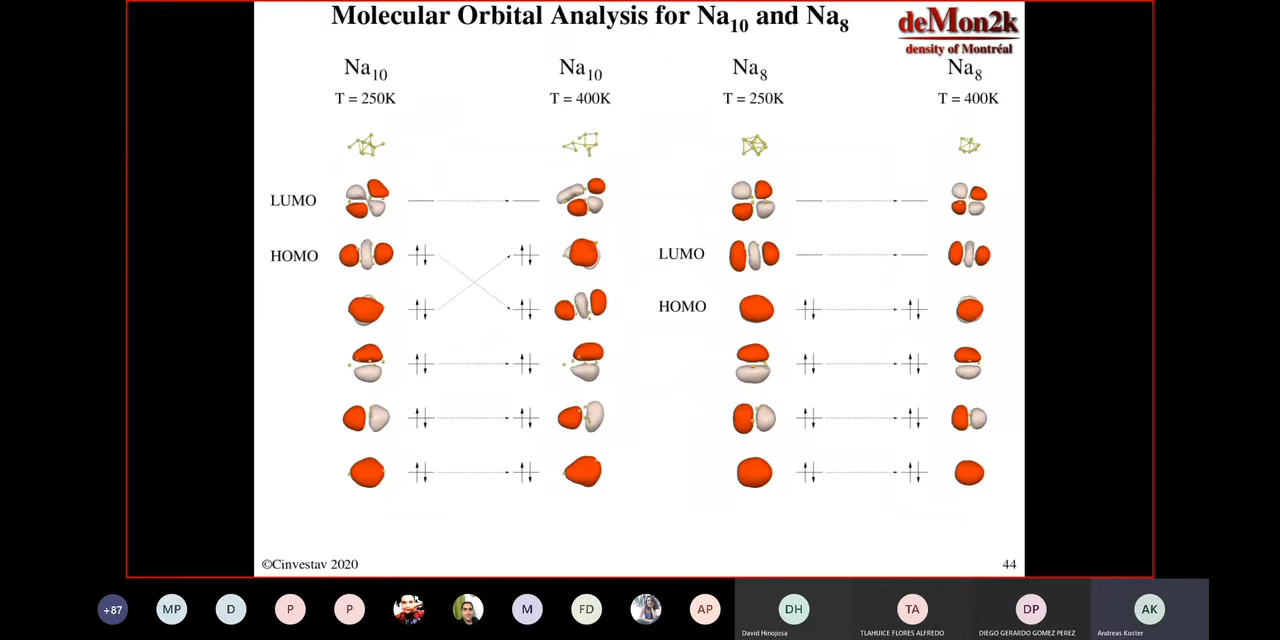 Molecular Orbital Analysis for Na10 and Na8
deMon2k
density of Montréal
Na10 Na10 Na8 Na8
T = 250K T = 400K T = 250K T = 400K
LUMO
HOMO
LUMO
HOMO
©Cinvestav 2020
44
+87 MP D P P M FD AP DH TA DP AK
David Hinojosa TLAHUICE FLORES ALFREDO DIEGO GERARDO GOMEZ PEREZ Andreas Koster